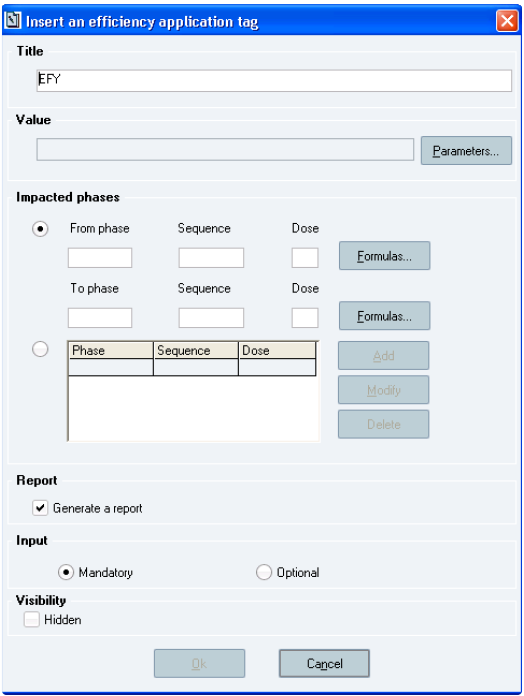 Insert an efficiency application tag
Title
EFY
Value
Parameters...
Impacted phases
From phase Sequence Dose
Formulas...
To phase Sequence Dose
Formulas...
Phase Sequence Dose
Add
Modify
Delete
Report
Generate a report
Input
Mandatory Optional
Visibility
Hidden
Ok Cancel